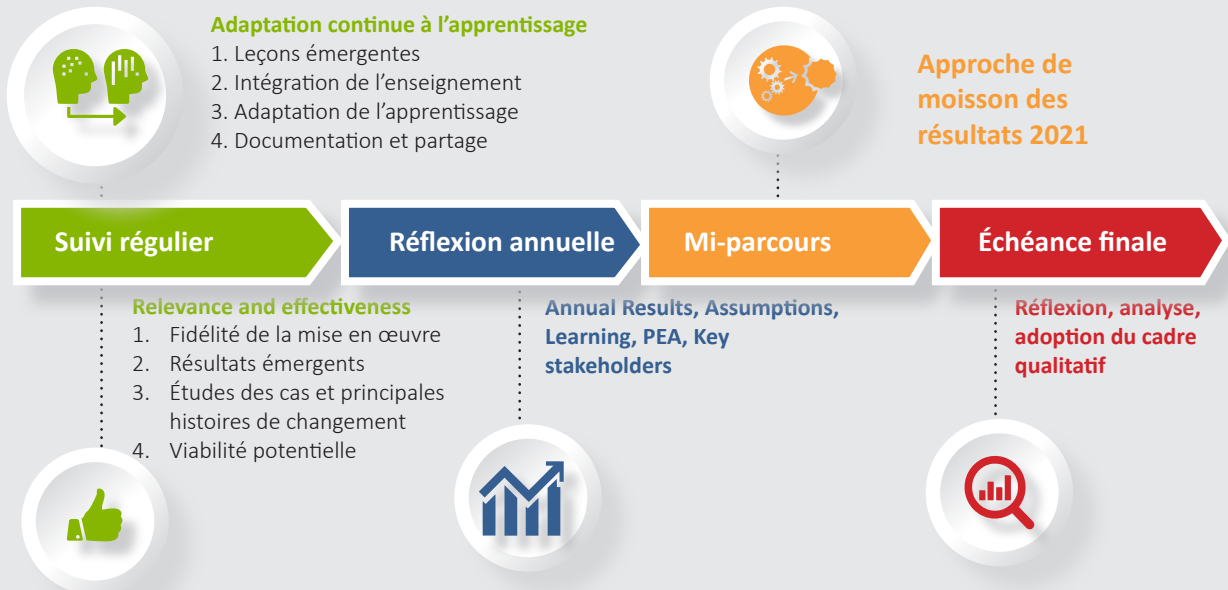 Adaptation continue à l’apprentissage
1. Leçons émergentes
2. Intégration de l’enseignement
3. Adaptation de l’apprentissage
4. Documentation et partage
Approche de
moisson des
résultats 2021
Suivi régulier
Réflexion annuelle
Mi-parcours
Échéance finale
Relevance and effectiveness
1. Fidélité de la mise en œuvre
2. Résultats émergents
3. Études des cas et principales
histoires de changement
4. Viabilité potentielle
Annual Results, Assumptions,
Learning, PEA, Key
stakeholders
Réflexion, analyse,
adoption du cadre
qualitatif